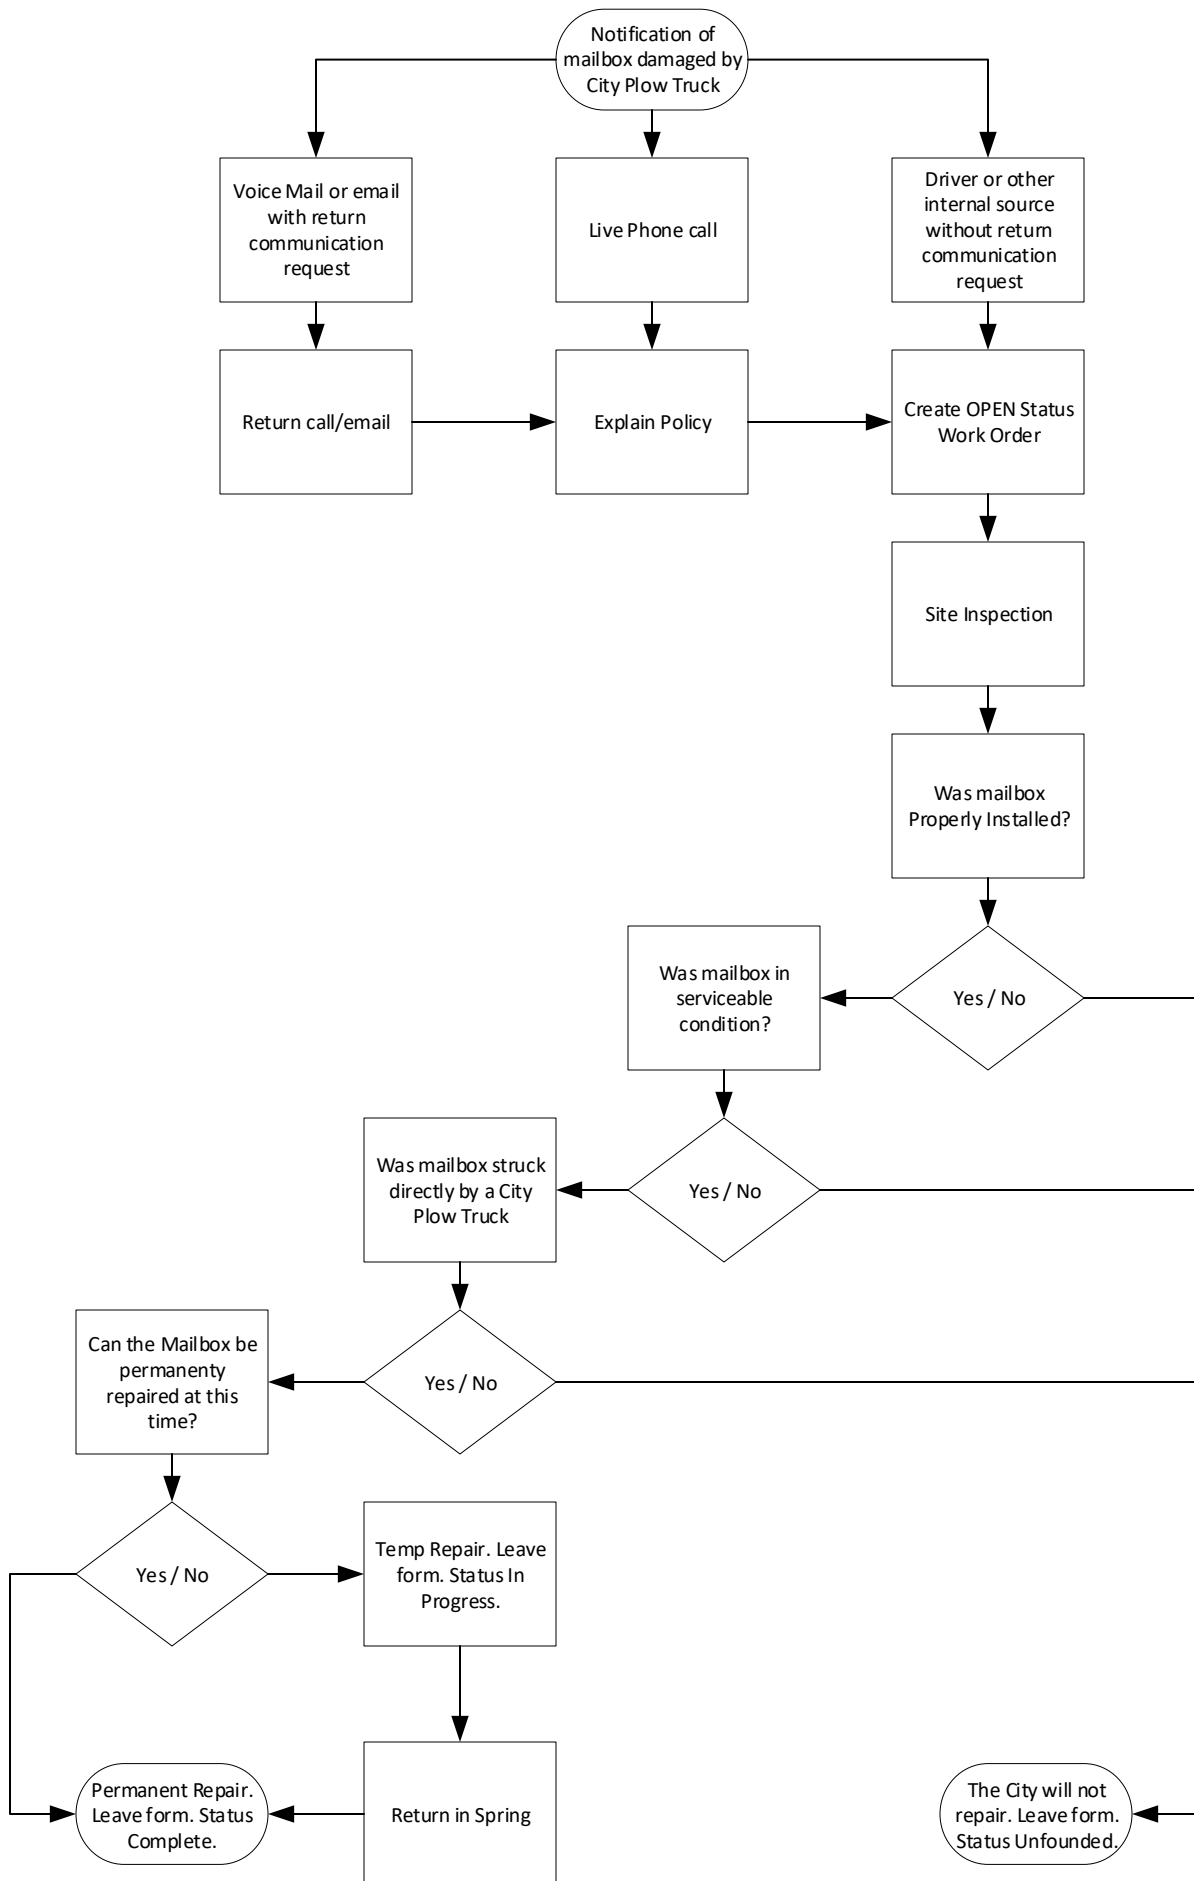 Notification of
mailbox damaged by
City Plow Truck
Voice Mail or email
with return
communication
request
Live Phone call
Driver or other
internal source
without return
communication
request
Return call/email
Explain Policy
Create OPEN Status
Work Order
Site Inspection
Was mailbox
Properly Installed?
Was mailbox in
serviceable
condition?
Yes / No
Was mailbox struck
directly by a City
Plow Truck
Yes / No
Can the Mailbox be
permanenty
repaired at this
time?
Yes / No
Yes / No
Temp Repair. Leave
form. Status In
Progress.
Permanent Repair.
Leave form. Status
Complete.
Return in Spring
The City will not
repair. Leave form.
Status Unfounded.